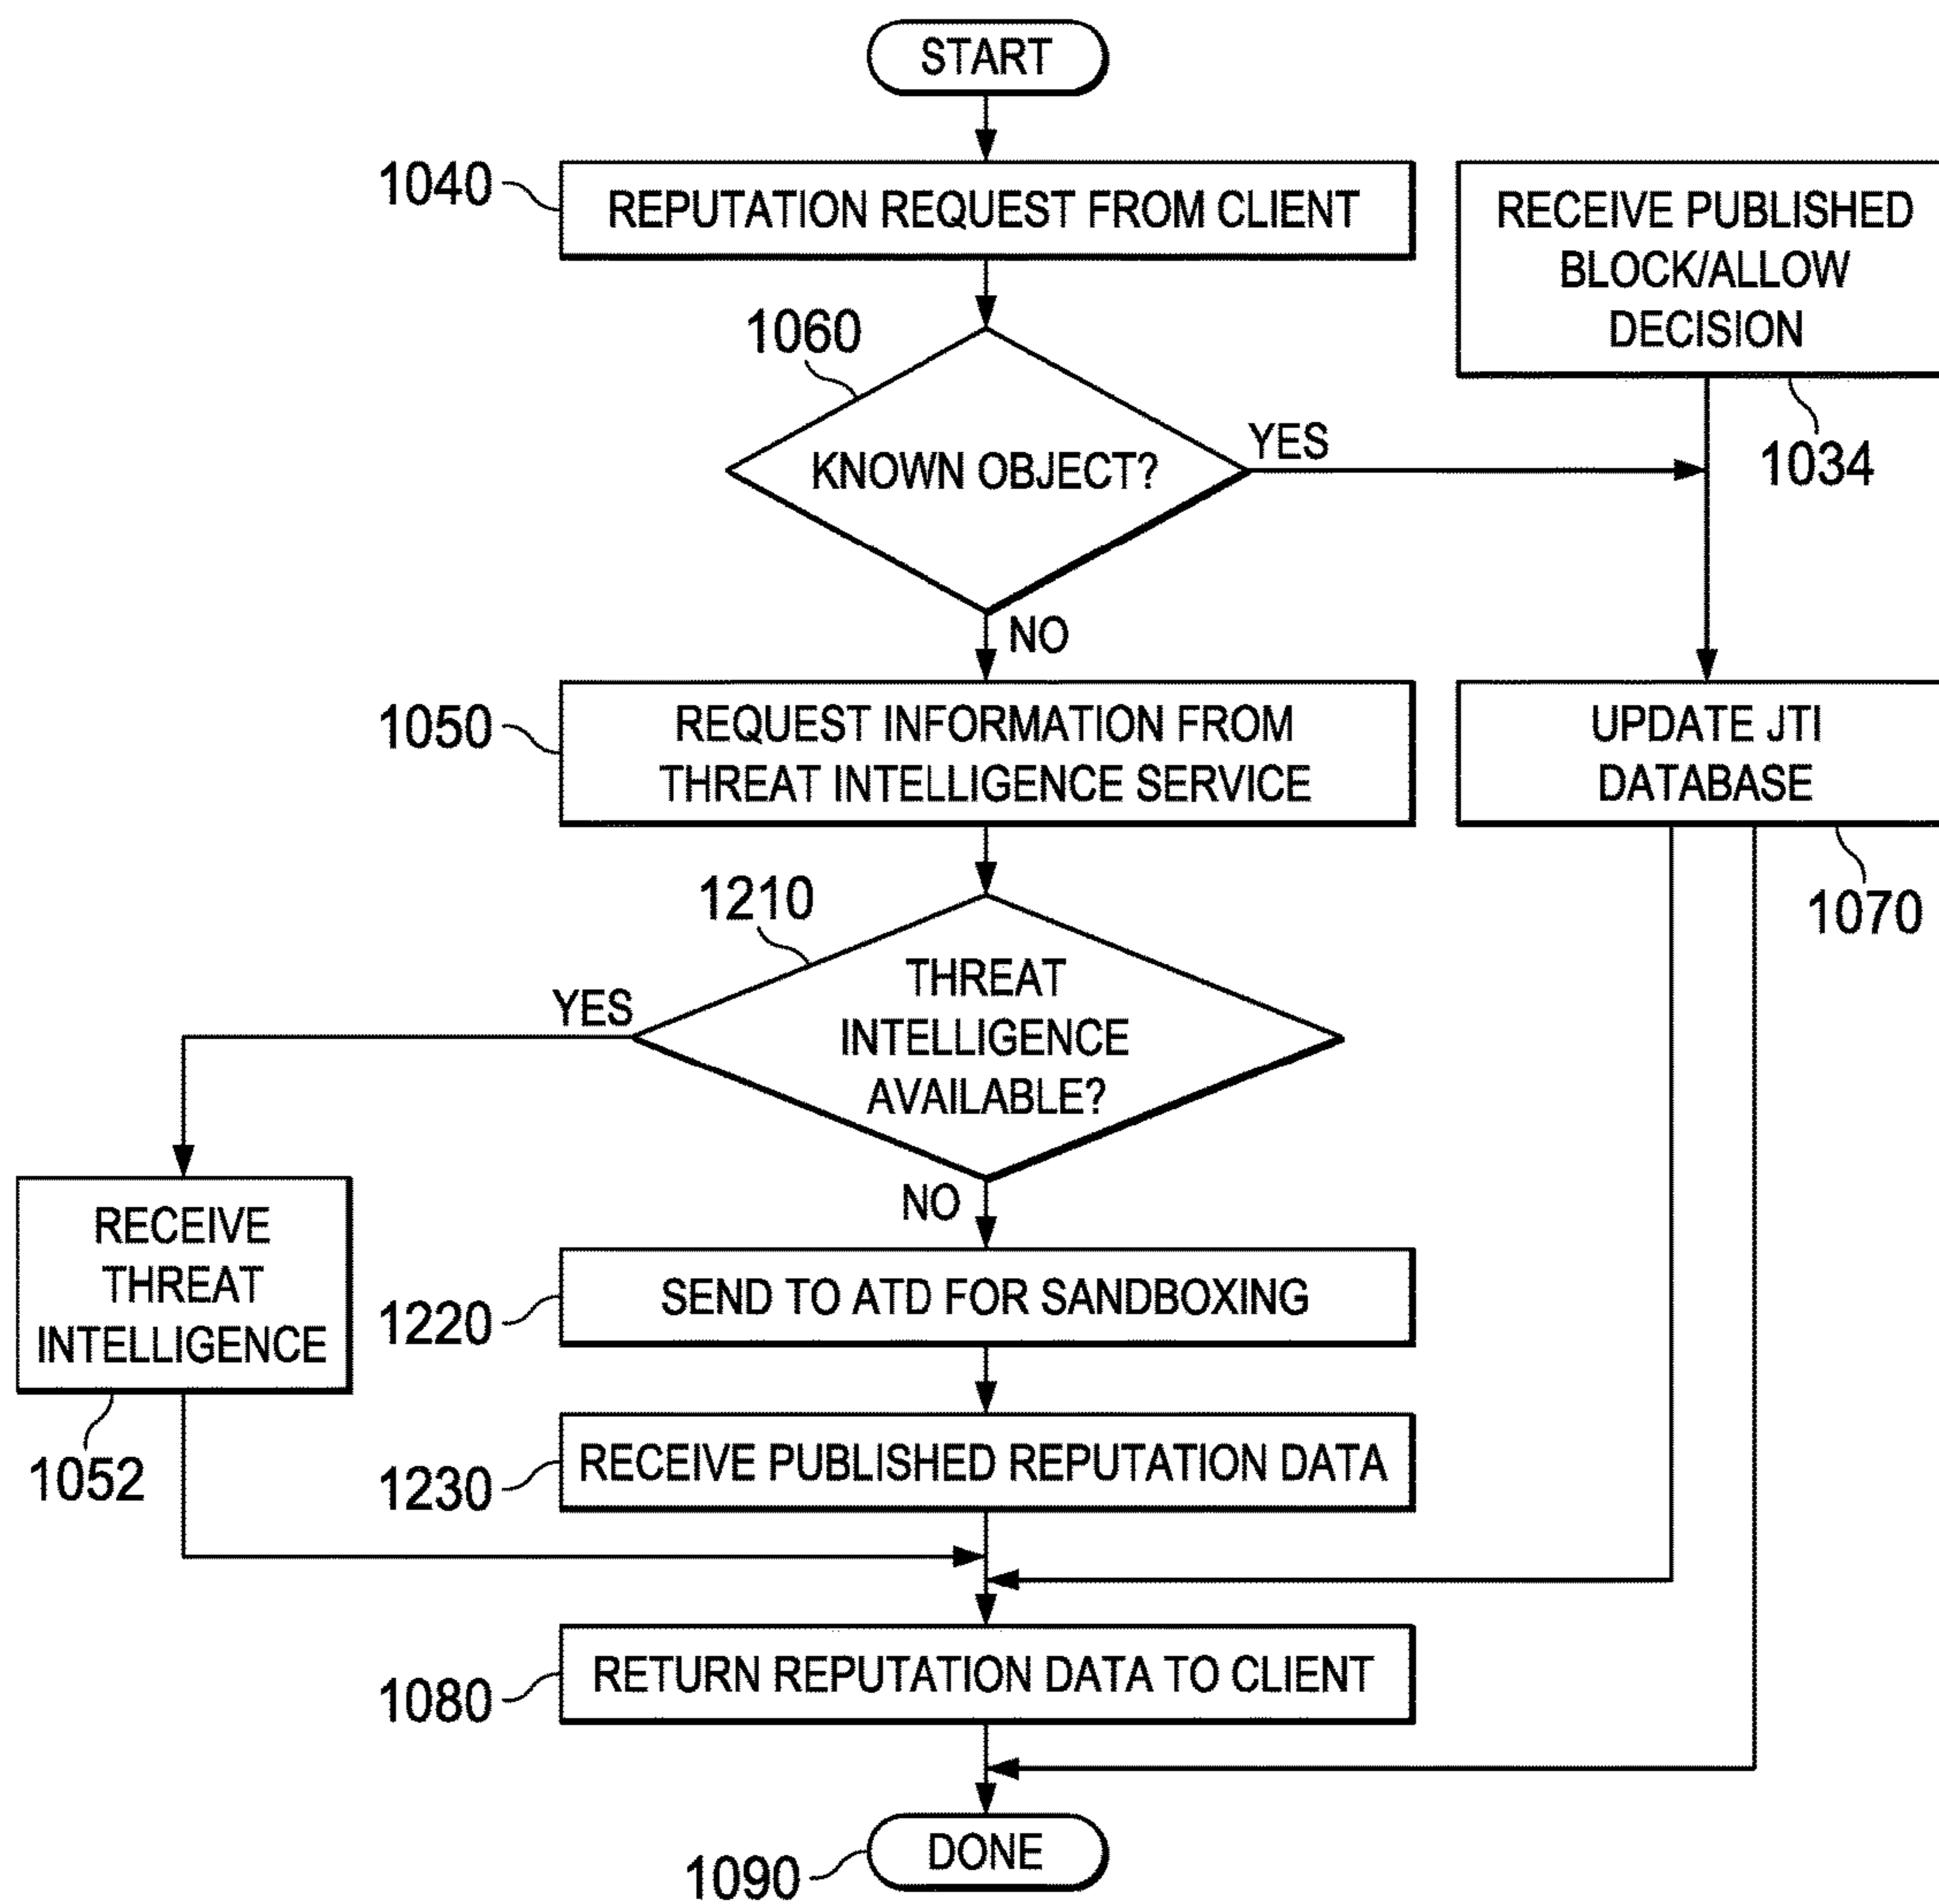 START
1040
REPUTATION REQUEST FROM CLIENT
RECEIVE PUBLISHED
BLOCK/ALLOW
DECISION
1034
1060
KNOWN OBJECT?
YES
NO
1050
REQUEST INFORMATION FROM
THREAT INTELLIGENCE SERVICE
UPDATE JTI
DATABASE
1070
1210
THREAT
INTELLIGENCE
AVAILABLE?
YES
NO
RECEIVE
THREAT
INTELLIGENCE
1052
1220
SEND TO ATD FOR SANDBOXING
1230
RECEIVE PUBLISHED REPUTATION DATA
1080
RETURN REPUTATION DATA TO CLIENT
DONE
1090